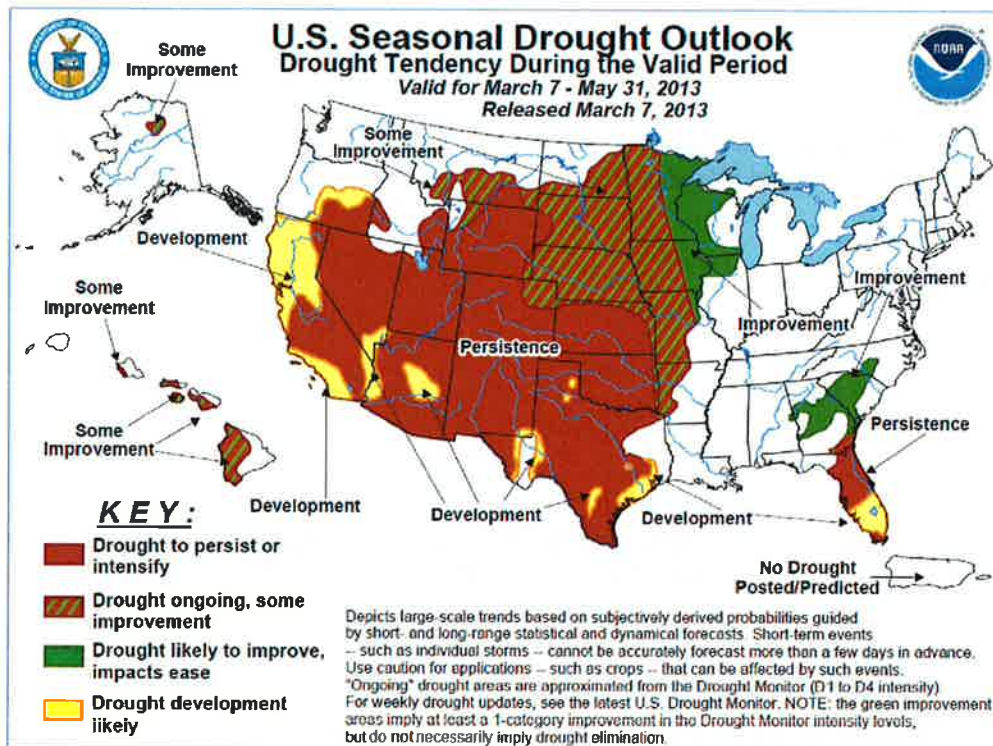 U.S. Seasonal Drought Outlook
Drought Tendency During the Valid Period
Valid for March 7 - May 31, 2013
Released March 7, 2013
DEPARTMENT OF COMMERCE
UNITED STATES OF AMERICA
NOAA
Some
Improvement
Some
Improvement
Development
Some
Improvement
Improvement
Improvement
Persistence
Some
Improvement
Persistence
Development
Development
Development
No Drought
Posted/Predicted
KEY:
Drought to persist or
intensify
Drought ongoing, some
improvement
Drought likely to improve,
impacts ease
Drought development
likely
Depicts large-scale trends based on subjectively derived probabilities guided
by short- and long-range statistical and dynamical forecasts. Short-term events
-- such as individual storms -- cannot be accurately forecast more than a few days in advance.
Use caution for applications -- such as crops -- that can be affected by such events.
"Ongoing" drought areas are approximated from the Drought Monitor (D1 to D4 intensity)
For weekly drought updates, see the latest U.S. Drought Monitor. NOTE: the green improvement
areas imply at least a 1-category improvement in the Drought Monitor intensity levels,
but do not necessarily imply drought elimination.